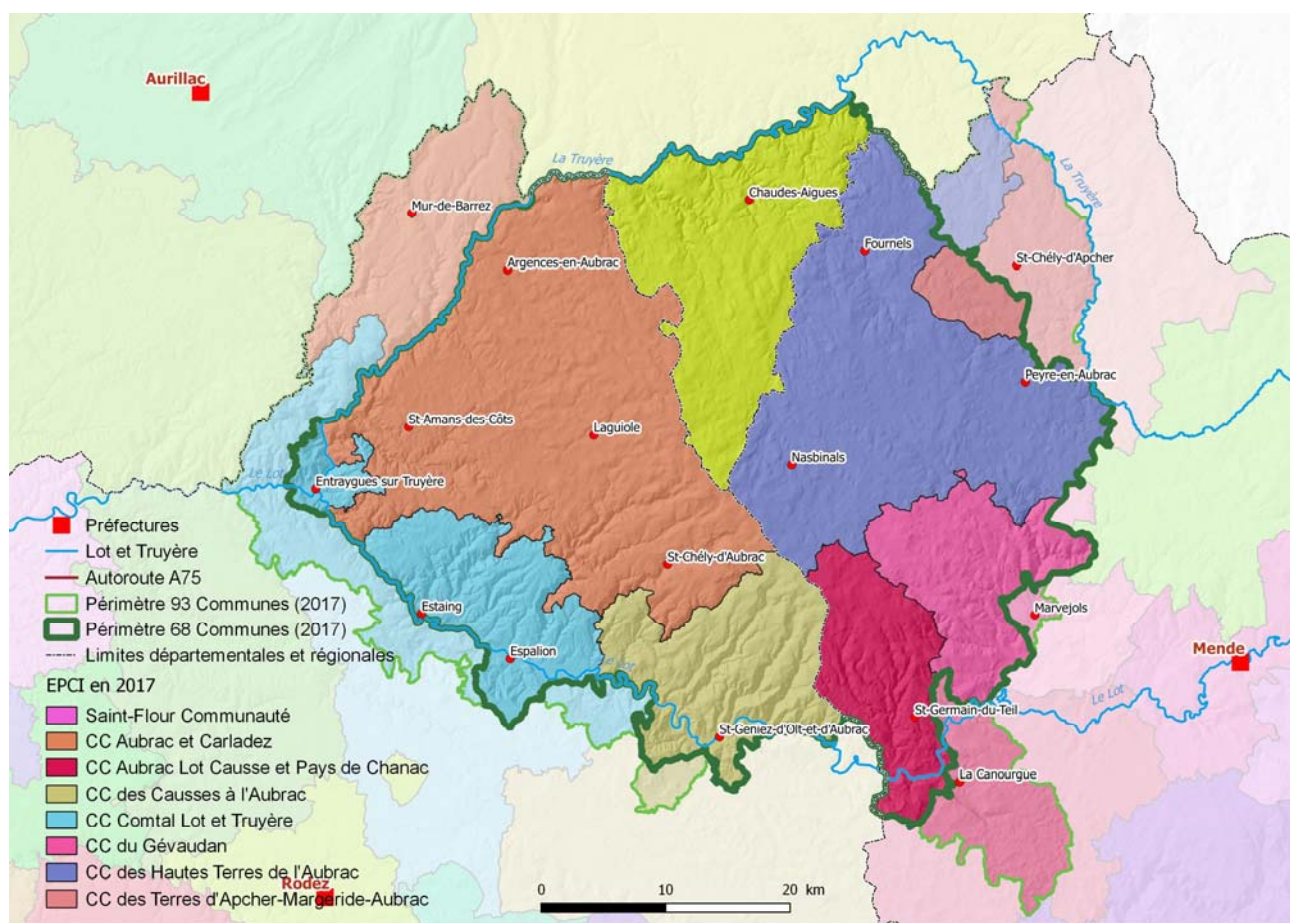 Aurillac
La Truyère
Chaudes-Aigues
La Truyère
Mur-de-Barrez
Fournels
Argences-en-Aubrac
St-Chély-d'Apcher
Peyre-en-Aubrac
St-Amans-des-Côts
Laguiole
Nasbinals
Le Lot
Entraygues sur Truyère
St-Chély-d'Aubrac
Estaing
Marvejols
Espalion
Le Lot
Mende
Le Lot
St-Germain-du-Teil
St-Geniez-d'Olt-et-d'Aubrac
La Canourgue
Rodez
Préfectures
Lot et Truyère
Autoroute A75
Périmètre 93 Communes (2017)
Périmètre 68 Communes (2017)
Limites départementales et régionales
EPCI en 2017
Saint-Flour Communauté
CC Aubrac et Carladez
CC Aubrac Lot Causse et Pays de Chanac
CC des Causses à l'Aubrac
CC Comtal Lot et Truyère
CC du Gévaudan
CC des Hautes Terres de l'Aubrac
CC des Terres d'Apcher-Margeride-Aubrac
0 10 20 km